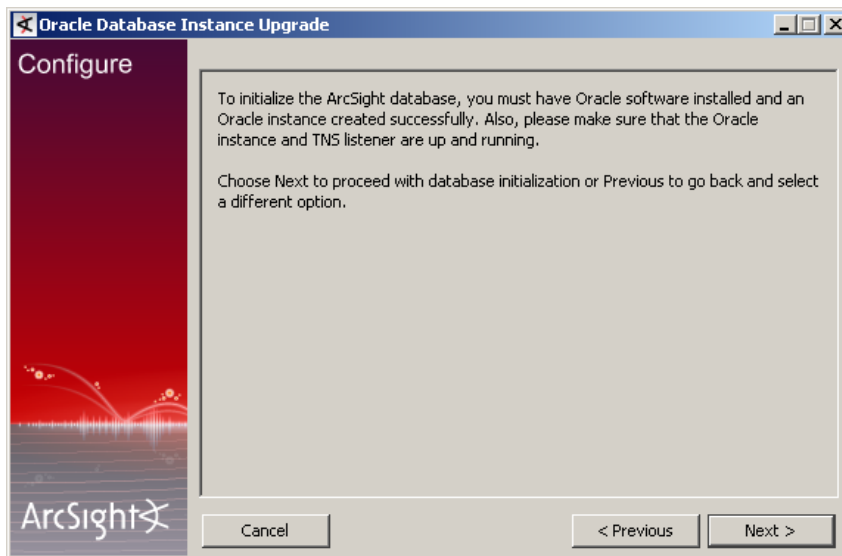 Oracle Database Instance Upgrade
Configure
To initialize the ArcSight database, you must have Oracle software installed and an
Oracle instance created successfully. Also, please make sure that the Oracle
instance and TNS listener are up and running.
Choose Next to proceed with database initialization or Previous to go back and select
a different option.
ArcSight
Cancel
< Previous
Next >